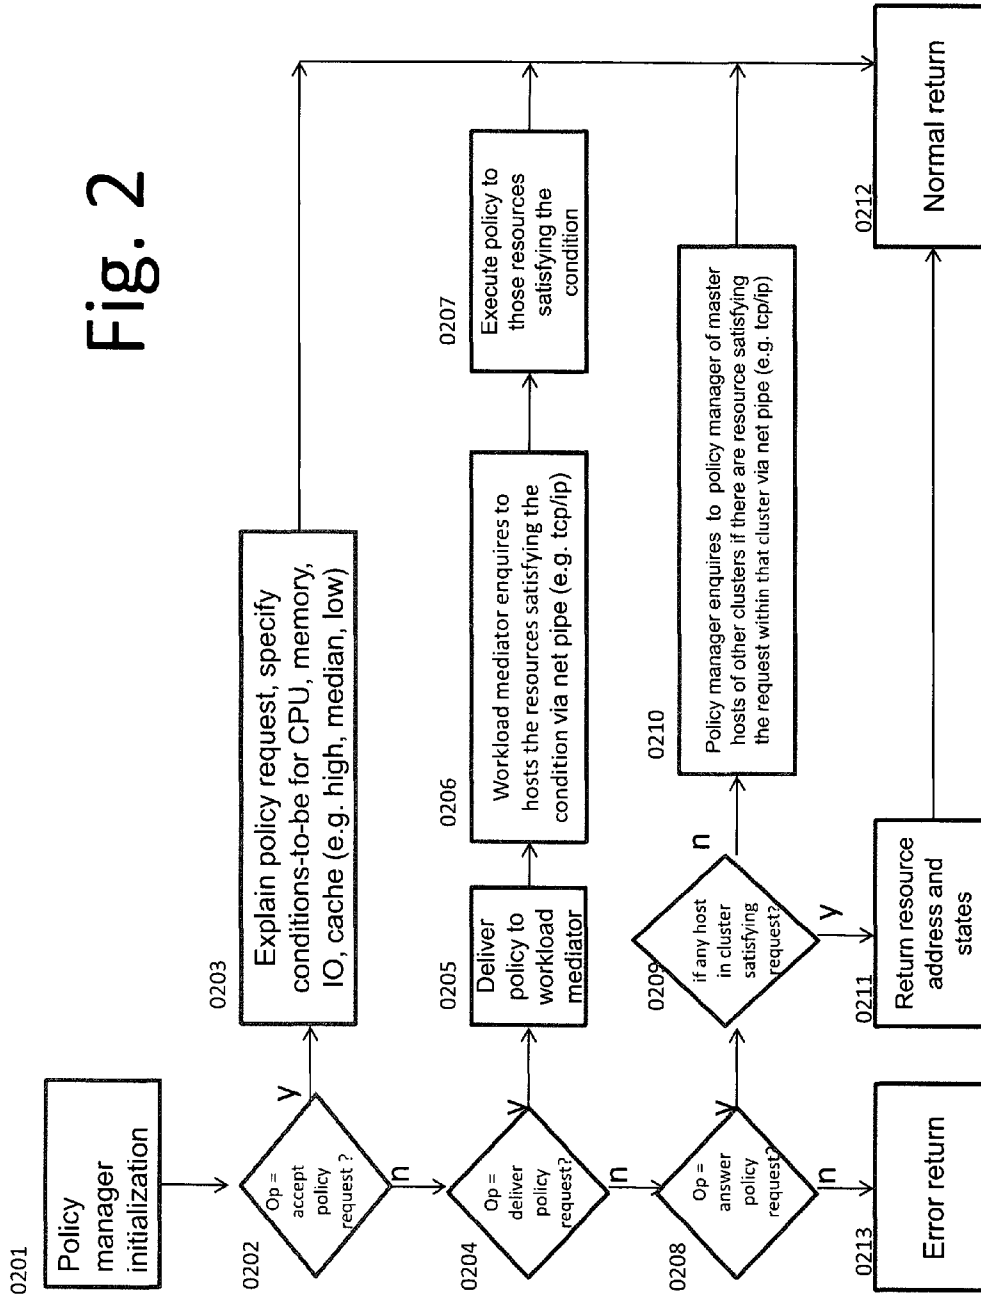 Fig. 2
0201
Policy
manager
initialization
0202
Op =
accept
policy
request ?
y
n
0203
Explain policy request, specify
conditions-to-be for CPU, memory,
IO, cache (e.g. high, median, low)
0204
Op =
deliver
policy
request?
y
n
0205
Deliver
policy to
workload
mediator
0206
Workload mediator enquires to
hosts the resources satisfying the
condition via net pipe (e.g. tcp/ip)
0207
Execute policy to
those resources
satisfying the
condition
0208
Op =
answer
policy
request?
y
n
0209
if any host
in cluster
satisfying
request?
n
y
0210
Policy manager enquires to policy manager of master
hosts of other clusters if there are resource satisfying
the request within that cluster via net pipe (e.g. tcp/ip)
0213
Error return
0211
Return resource
address and
states
0212
Normal return